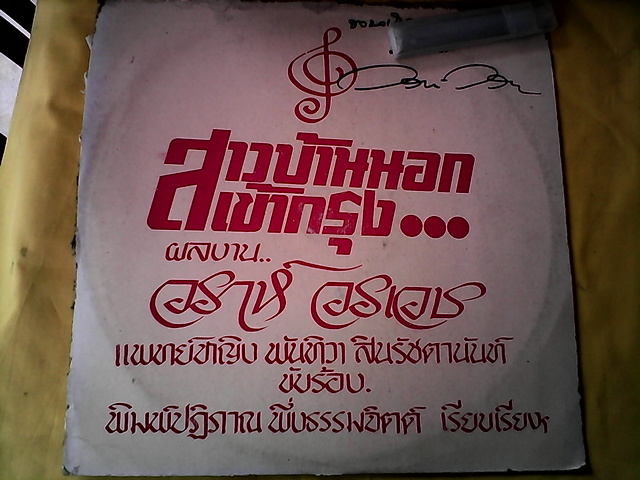 สาวบ้านนอก
เข้ากรุง...
ผลงาน..
วราห์ วรเวช
แพทย์หญิง พันทิวา สินรัชตานันท์
ขับร้อง.
พิมพ์ปฏิภาณ พึ่งธรรมจิตต์ เรียบเรียง